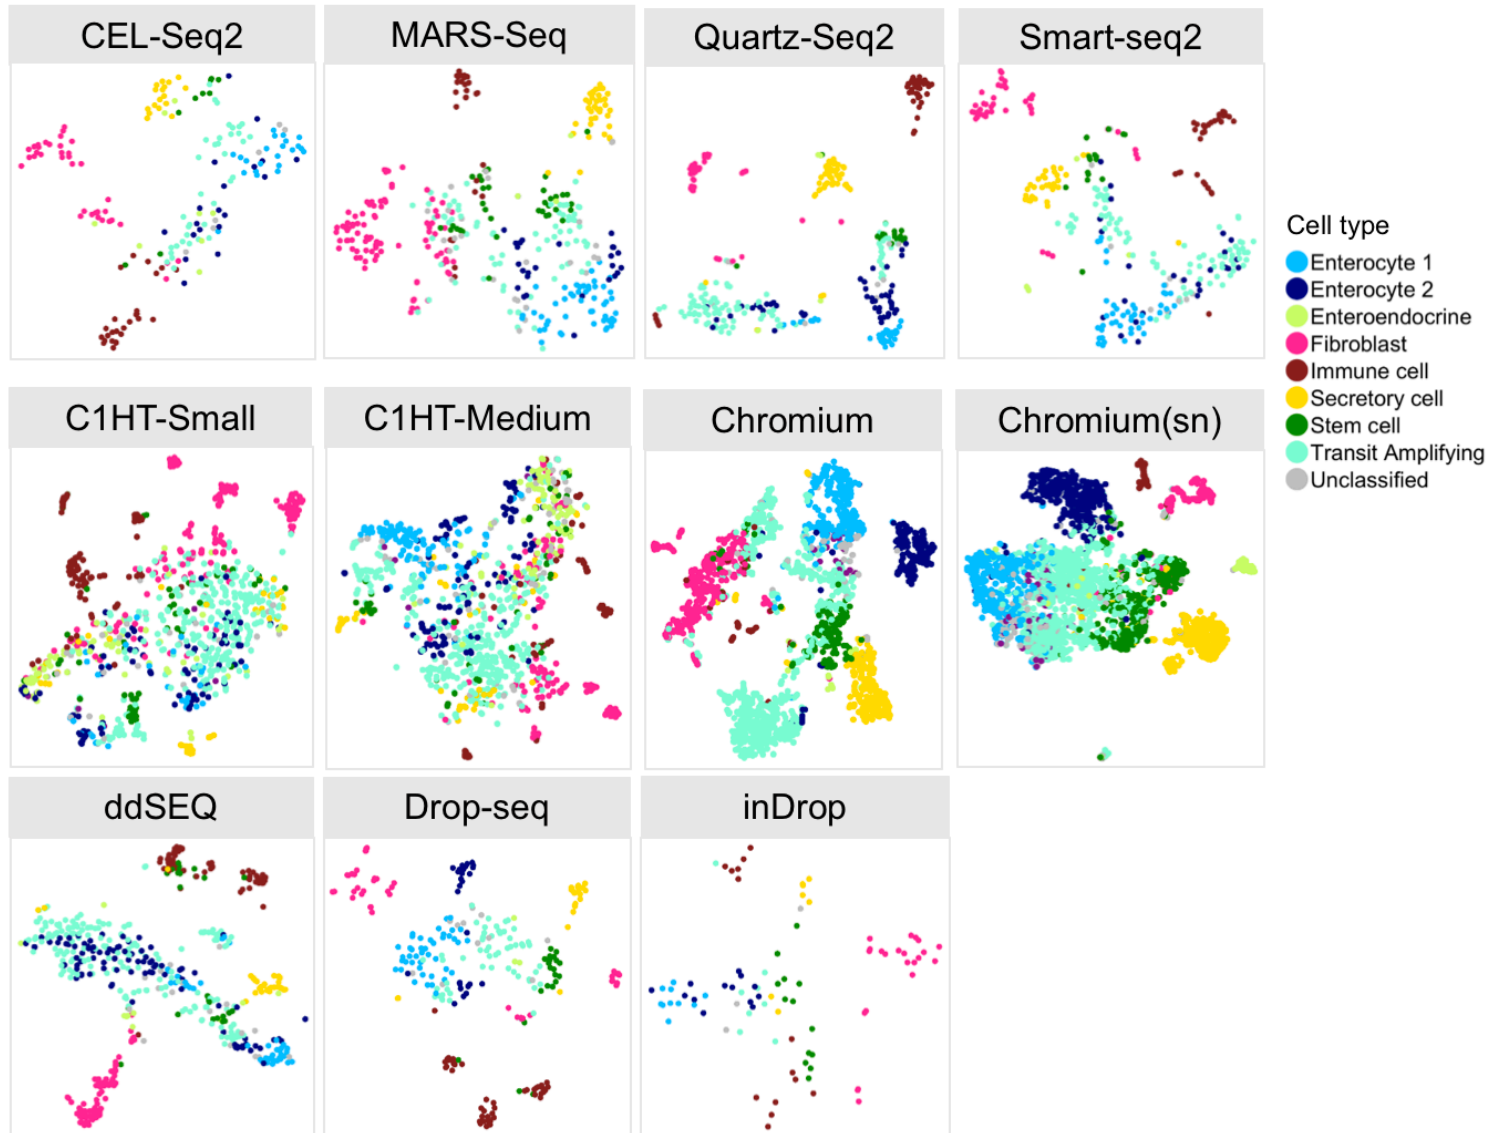 CEL-Seq2
MARS-Seq
Quartz-Seq2
Smart-seq2
Cell type
Enterocyte 1
Enterocyte 2
Enteroendocrine
Fibroblast
Immune cell
Secretory cell
Stem cell
Transit Amplifying
Unclassified
C1HT-Small
C1HT-Medium
Chromium
Chromium(sn)
ddSEQ
Drop-seq
inDrop